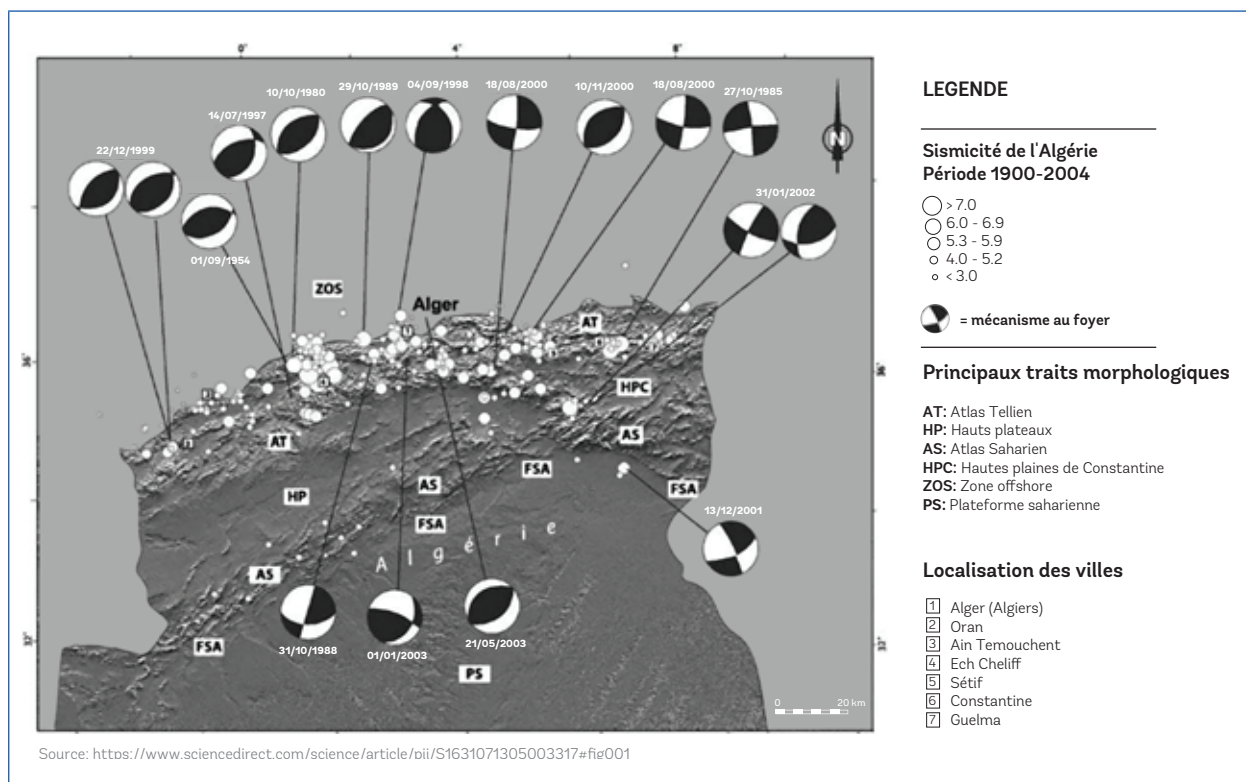 0°
4°
8°
22/12/1999
14/07/1997
10/10/1980
29/10/1989
04/09/1998
18/08/2000
10/11/2000
18/08/2000
27/10/1985
01/09/1954
31/01/2002
N
ZOS
Alger
AT
36°
36°
HPC
AS
AT
FSA
AS
FSA
HP
FSA
Algérie
13/12/2001
AS
31/10/1988
01/01/2003
21/05/2003
32°
32°
FSA
PS
0 20 km
LEGENDE
Sismicité de l'Algérie
Période 1900-2004
> 7.0
6.0 - 6.9
5.3 - 5.9
4.0 - 5.2
< 3.0
= mécanisme au foyer
Principaux traits morphologiques
AT: Atlas Tellien
HP: Hauts plateaux
AS: Atlas Saharien
HPC: Hautes plaines de Constantine
ZOS: Zone offshore
PS: Plateforme saharienne
Localisation des villes
1 Alger (Algiers)
2 Oran
3 Ain Temouchent
4 Ech Cheliff
5 Sétif
6 Constantine
7 Guelma
Source: https://www.sciencedirect.com/science/article/pii/S1631071305003317#fig001